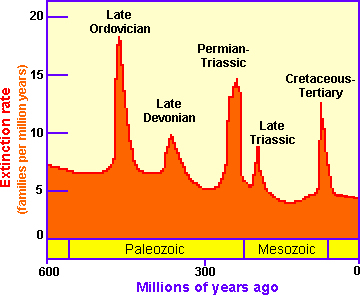 20
15
10
5
0
Extinction rate
(families per million years)
Late
Ordovician
Late
Devonian
Permian-
Triassic
Late
Triassic
Cretaceous-
Tertiary
Paleozoic
Mesozoic
600
300
0
Millions of years ago